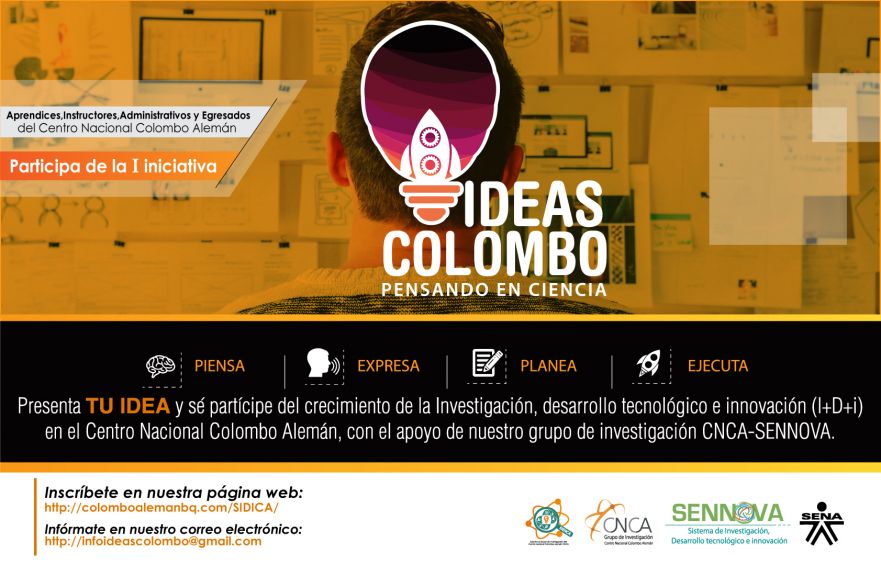 Aprendices,Instructores,Administrativos y Egresados
del Centro Nacional Colombo Alemán
Participa de la I iniciativa
IDEAS
COLOMBO
PENSANDO EN CIENCIA
PIENSA
EXPRESA
PLANEA
EJECUTA
Presenta TU IDEA y sé partícipe del crecimiento de la Investigación, desarrollo tecnológico e innovación (I+D+i)
en el Centro Nacional Colombo Alemán, con el apoyo de nuestro grupo de investigación CNCA-SENNOVA.
Inscríbete en nuestra página web:
http://colomboalemanbq.com/SIDICA/
Infórmate en nuestro correo electrónico:
http://infoideascolombo@gmail.com
CNCA
Grupo de Investigación
Centro Nacional Colombo Alemán
SENNOVA
Sistema de Investigación,
Desarrollo tecnológico e innovación
SENA